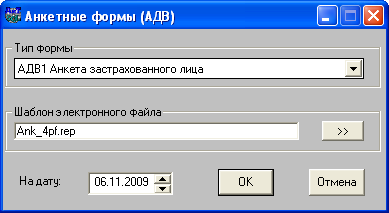 Анкетные формы (АДВ)
Тип формы
АДВ1 Анкета застрахованного лица
Шаблон электронного файла
Ank_4pf.rep
>>
На дату:
06.11.2009
OK
Отмена